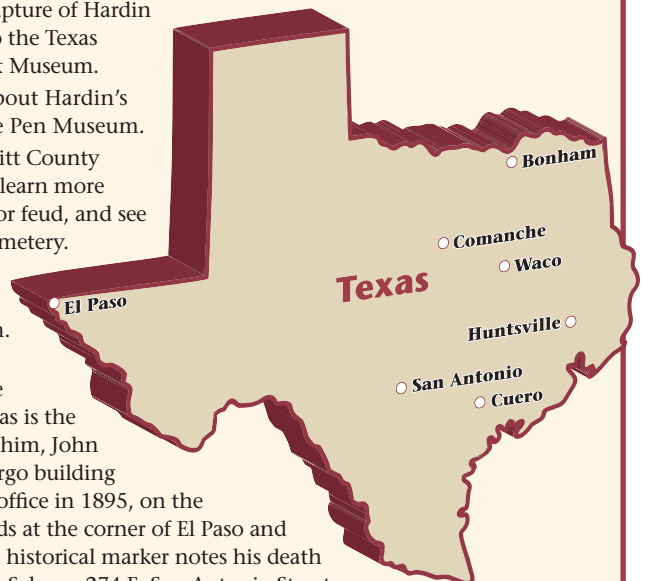 pture of Hardin
the Texas
Museum.
bout Hardin's
Pen Museum.
itt County
learn more
or feud, and see
metery.
n.
as is the
him, John
rgo building
office in 1895, on the
ds at the corner of El Paso and
historical marker notes his death
Bonham
Comanche
Waco
Texas
El Paso
Huntsville
San Antonio
Cuero